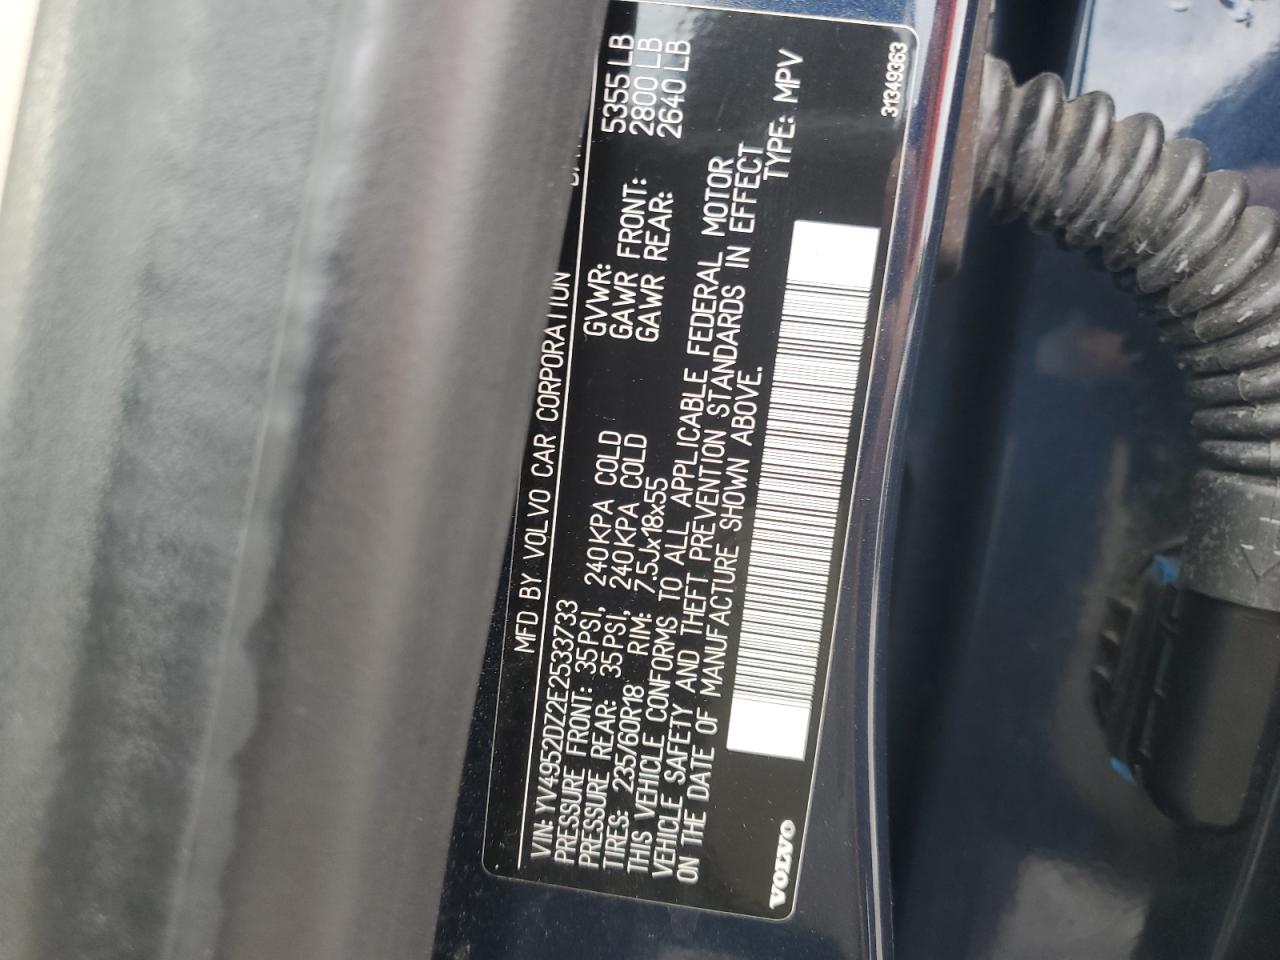 MFD BY VOLVO CAR CORPORATION
VIN: YV4952DZ2E2533733
PRESSURE FRONT: 35PSI, 240KPA COLD GVWR: 5355 LB
PRESSURE REAR: 35PSI, 240KPA COLD GAWR FRONT: 2800 LB
TIRES: 235/60R18 RIM: 7.5Jx18x55 GAWR REAR: 2640 LB
THIS VEHICLE CONFORMS TO ALL APPLICABLE FEDERAL MOTOR
VEHICLE SAFETY AND THEFT PREVENTION STANDARDS IN EFFECT
ON THE DATE OF MANUFACTURE SHOWN ABOVE.
TYPE: MPV
VOLVO
31349363